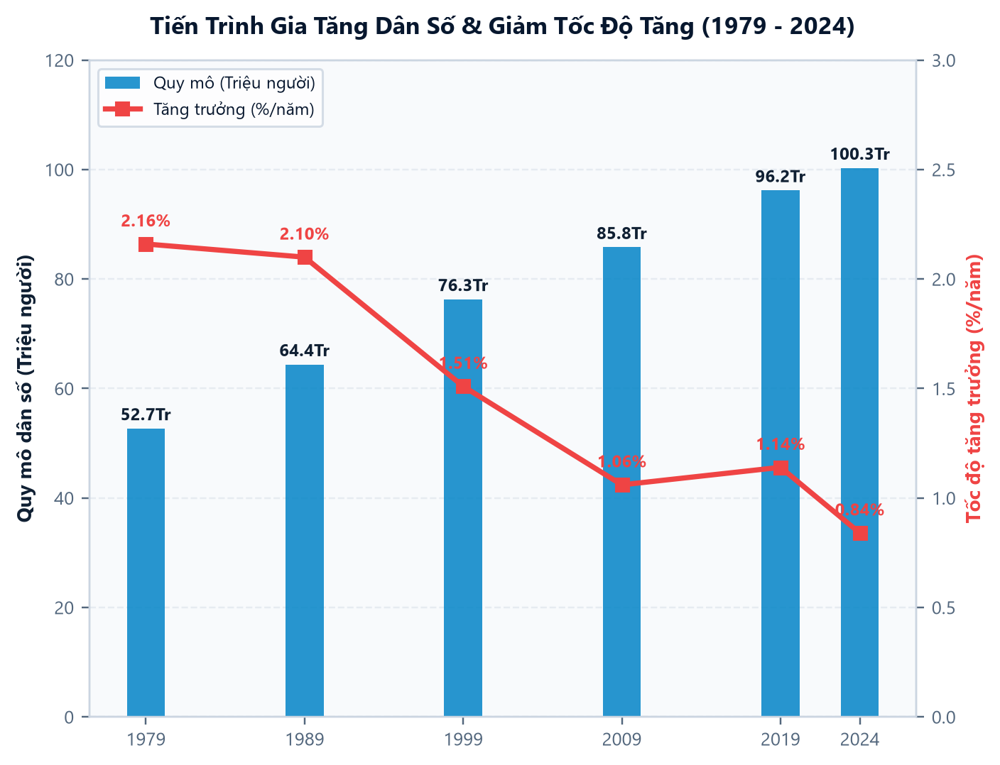 Tiến Trình Gia Tăng Dân Số & Giảm Tốc Độ Tăng (1979 - 2024)
Quy mô (Triệu người)
Tăng trưởng (%/năm)
Quy mô dân số (Triệu người)
120
100
80
60
40
20
0
2.16%
2.10%
1.51%
1.06%
1.14%
0.84%
52.7Tr
64.4Tr
76.3Tr
85.8Tr
96.2Tr
100.3Tr
3.0
2.5
2.0
1.5
1.0
0.5
0.0
Tốc độ tăng trưởng (%/năm)
1979 1989 1999 2009 2019 2024